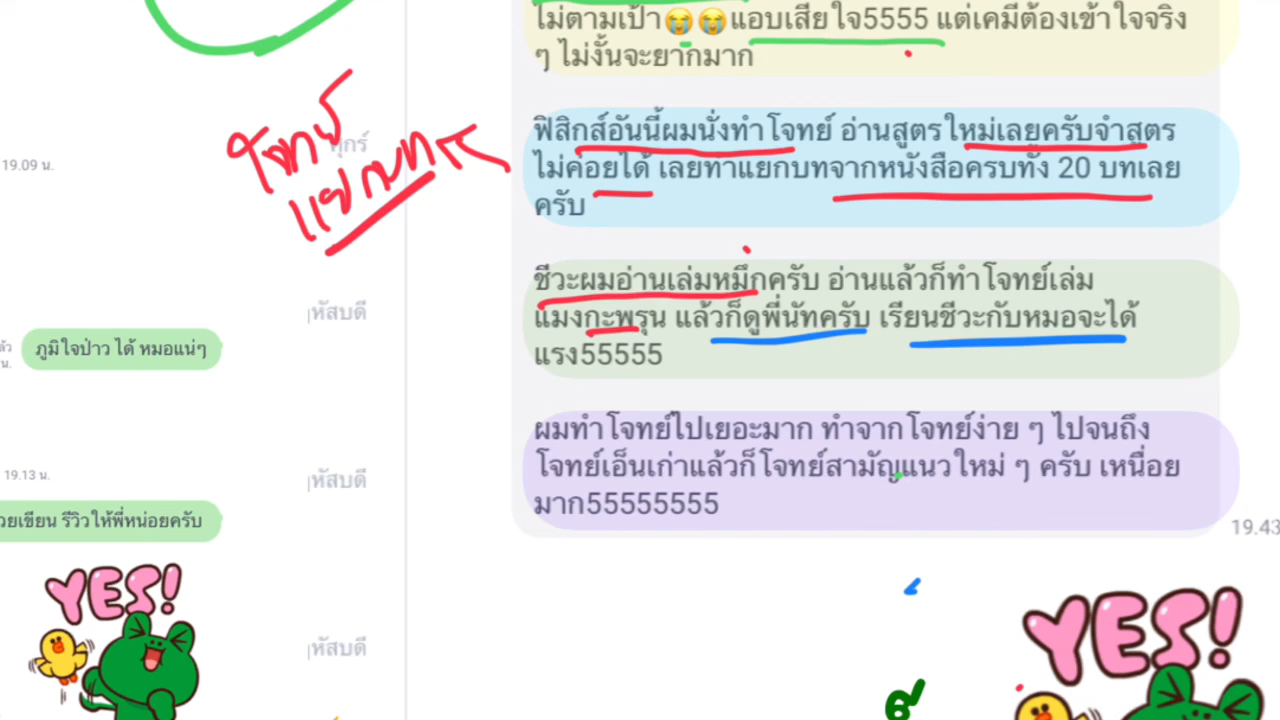 ไม่ตามเป้า😭😭แอบเสียใจ5555 แต่เคมีต้องเข้าใจจริง
ๆ ไม่งั้นจะยากมาก
โจทย์
แยกบท
ฟิสิกส์อันนี้ผมนั่งทำโจทย์ อ่านสูตรใหม่เลยครับจำสูตร
ไม่ค่อยได้ เลยทำแยกบทจากหนังสือครบทั้ง 20 บทเลย
ครับ
19.09 น.
ชีวะผมอ่านเล่มหมึกครับ อ่านแล้วก็ทำโจทย์เล่ม
แมงกะพรุน แล้วก็ดูพี่นัทครับ เรียนชีวะกับหมอจะได้
แรง55555
ภูมิใจป่าว ได้ หมอแน่ๆ
ผมทำโจทย์ไปเยอะมาก ทำจากโจทย์ง่าย ๆ ไปจนถึง
โจทย์เอ็นเก่าแล้วก็โจทย์สามัญแนวใหม่ ๆ ครับ เหนื่อย
มาก55555555
19.13 น.
วยเขียน รีวิวให้พี่หน่อยครับ
19.43
YES!
YES!